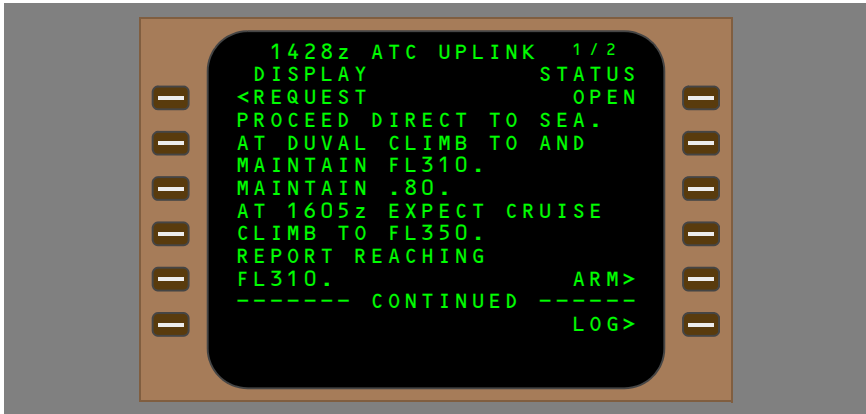 1428z ATC UPLINK 1/2
DISPLAY STATUS
<REQUEST OPEN
PROCEED DIRECT TO SEA.
AT DUVAL CLIMB TO AND
MAINTAIN FL310.
MAINTAIN .80.
AT 1605z EXPECT CRUISE
CLIMB TO FL350.
REPORT REACHING
FL310. ARM>
------- CONTINUED ------
LOG>